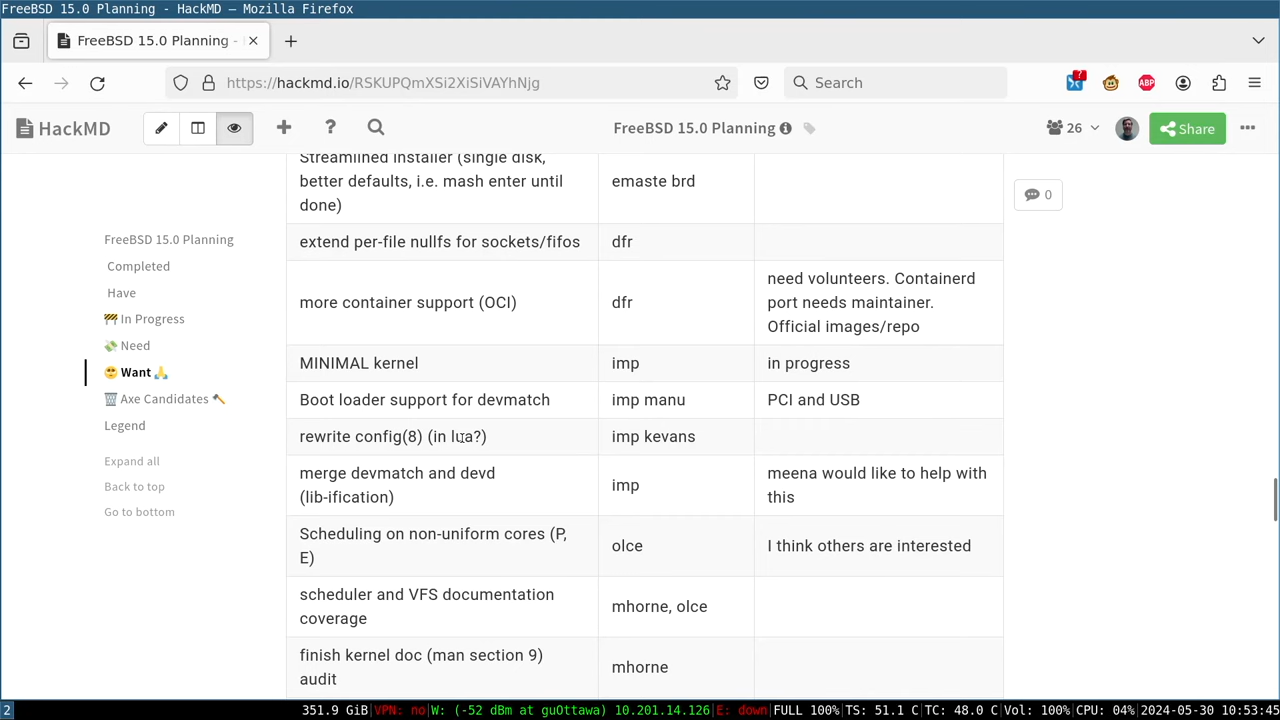 FreeBSD 15.0 Planning - HackMD — Mozilla Firefox
FreeBSD 15.0 Planning -
https://hackmd.io/RSKUPOmXSi2XiSiVAYhNjg
Search
7
ABP
HackMD
FreeBSD 15.0 Planning
26
Share
FreeBSD 15.0 Planning
Completed
Have
🚧 In Progress
💸 Need
🥺 Want 🙏
🗑️ Axe Candidates 🪓
Legend
Expand all
Back to top
Go to bottom
Streamlined installer (single disk,
better defaults, i.e. mash enter until
done)
emaste brd
0
extend per-file nullfs for sockets/fifos
dfr
more container support (OCI)
dfr
need volunteers. Containerd
port needs maintainer.
Official images/repo
MINIMAL kernel
imp
in progress
Boot loader support for devmatch
imp manu
PCI and USB
rewrite config(8) (in lua?)
imp kevans
merge devmatch and devd
(lib-ification)
imp
meena would like to help with
this
Scheduling on non-uniform cores (P,
E)
olce
I think others are interested
scheduler and VFS documentation
coverage
mhorne, olce
finish kernel doc (man section 9)
audit
mhorne
2
351.9 GiB|VPN: no|W: (-52 dBm at guOttawa) 10.201.14.126|E: down|FULL 100%|TS: 51.1 C|TC: 48.0 C|Vol: 100%|CPU: 04%|2024-05-30 10:53:45